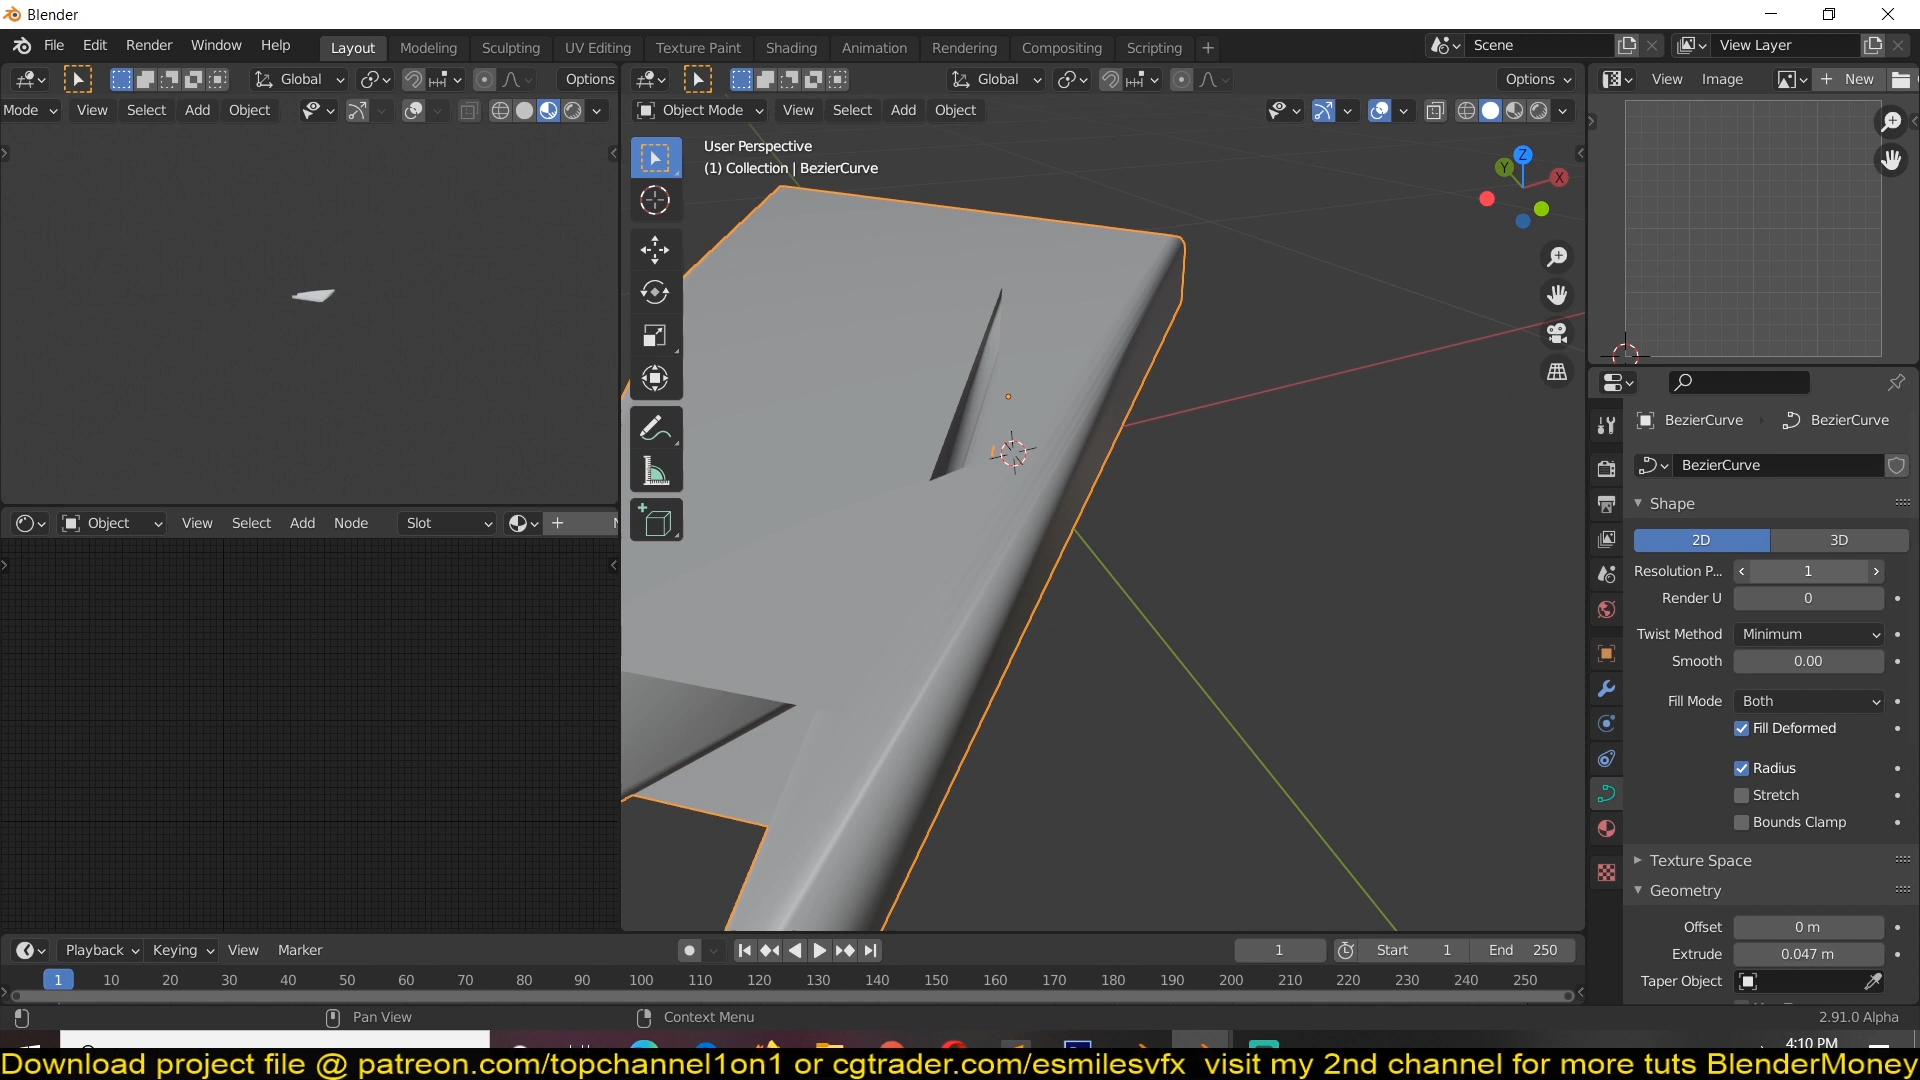 Blender
File Edit Render Window Help Layout Modeling Sculpting UV Editing Texture Paint Shading Animation Rendering Compositing Scripting + Scene View Layer
Global Options Global Options View Image New
Mode View Select Add Object Object Mode View Select Add Object
User Perspective
(1) Collection | BezierCurve
Z
Y
X
BezierCurve BezierCurve
BezierCurve
Shape
Object View Select Add Node Slot
2D 3D
Resolution P... 1
Render U 0
Twist Method Minimum
Smooth 0.00
Fill Mode Both
Fill Deformed
Radius
Stretch
Bounds Clamp
Texture Space
Geometry
Offset 0 m
Extrude 0.047 m
Taper Object
Playback Keying View Marker 1 Start 1 End 250
1 10 20 30 40 50 60 70 80 90 100 110 120 130 140 150 160 170 180 190 200 210 220 230 240 250
Pan View Context Menu 2.91.0 Alpha
4:10 PM
Download project file @ patreon.com/topchannel1on1 or cgtrader.com/esmilesvfx visit my 2nd channel for more tuts BlenderMoney